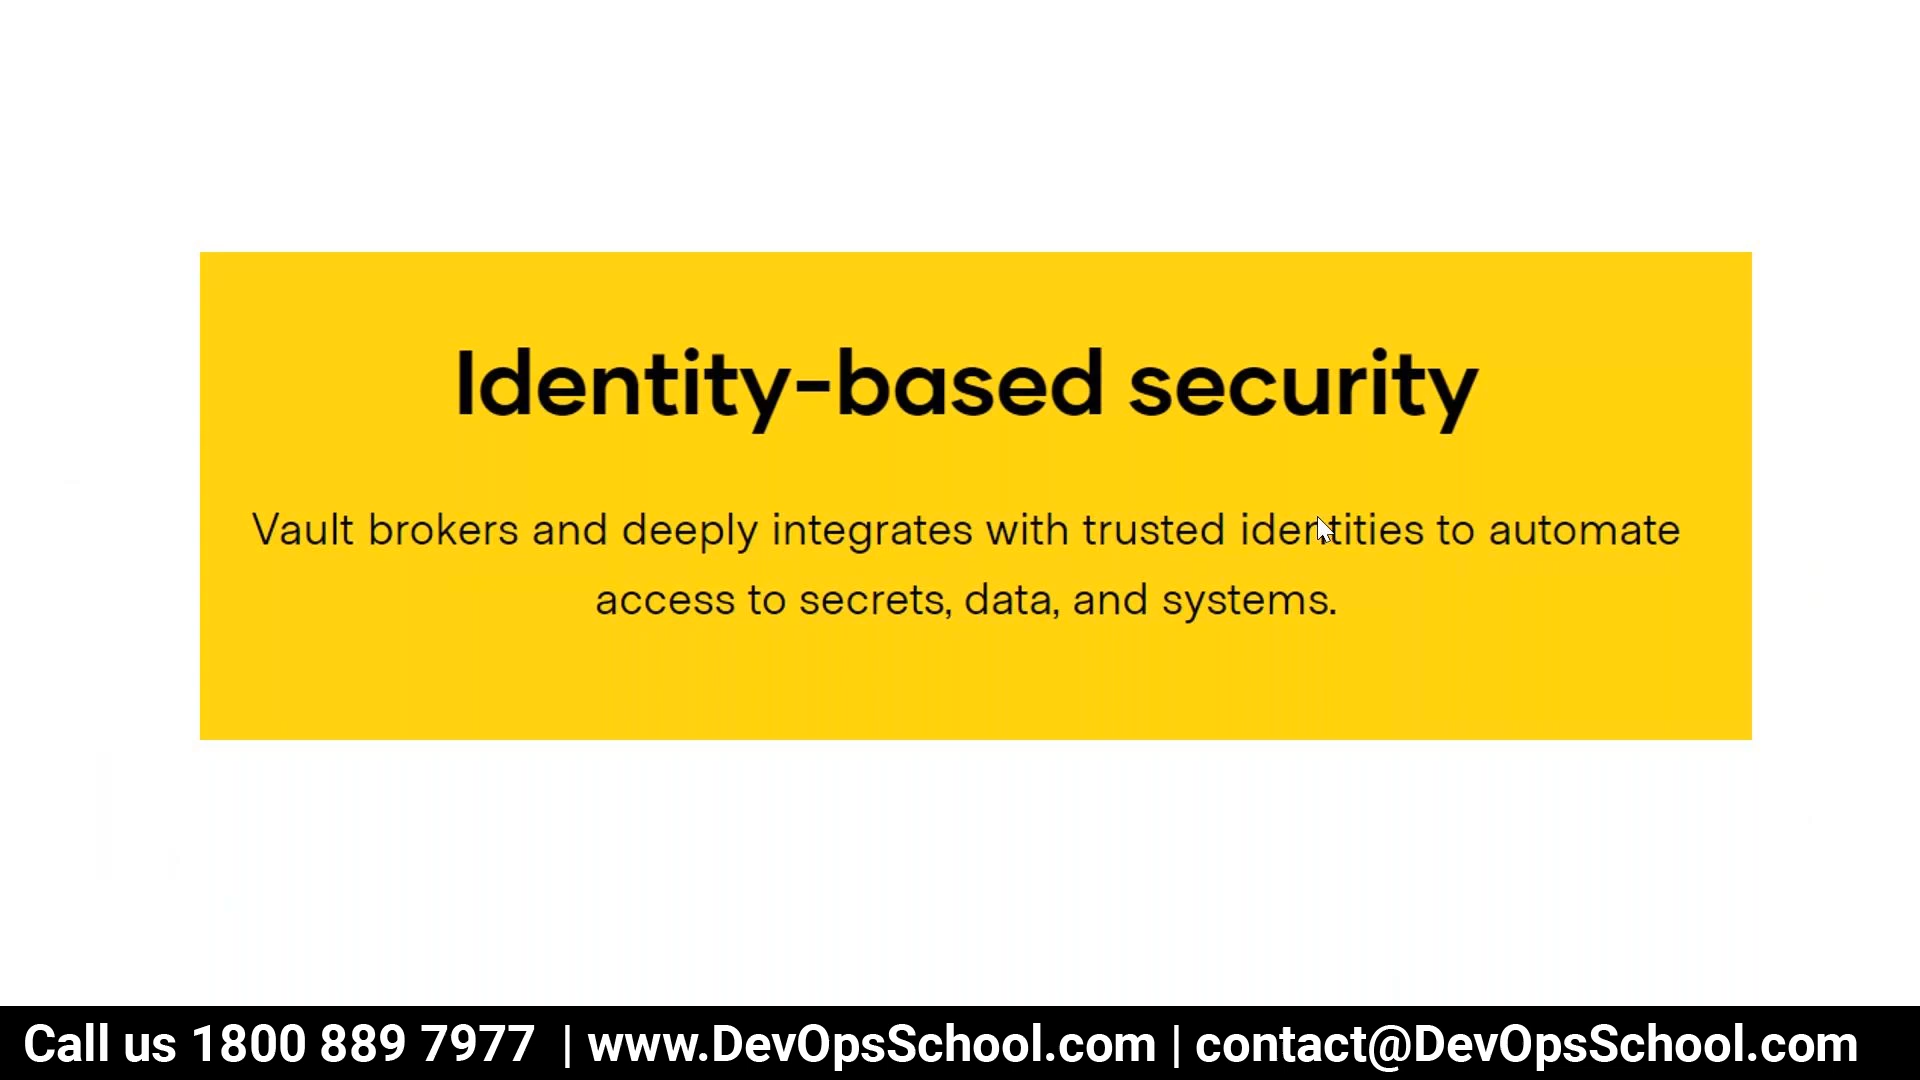 Identity-based security
Vault brokers and deeply integrates with trusted identities to automate
access to secrets, data, and systems.
Call us 1800 889 7977 | www.DevOpsSchool.com | contact@DevOpsSchool.com